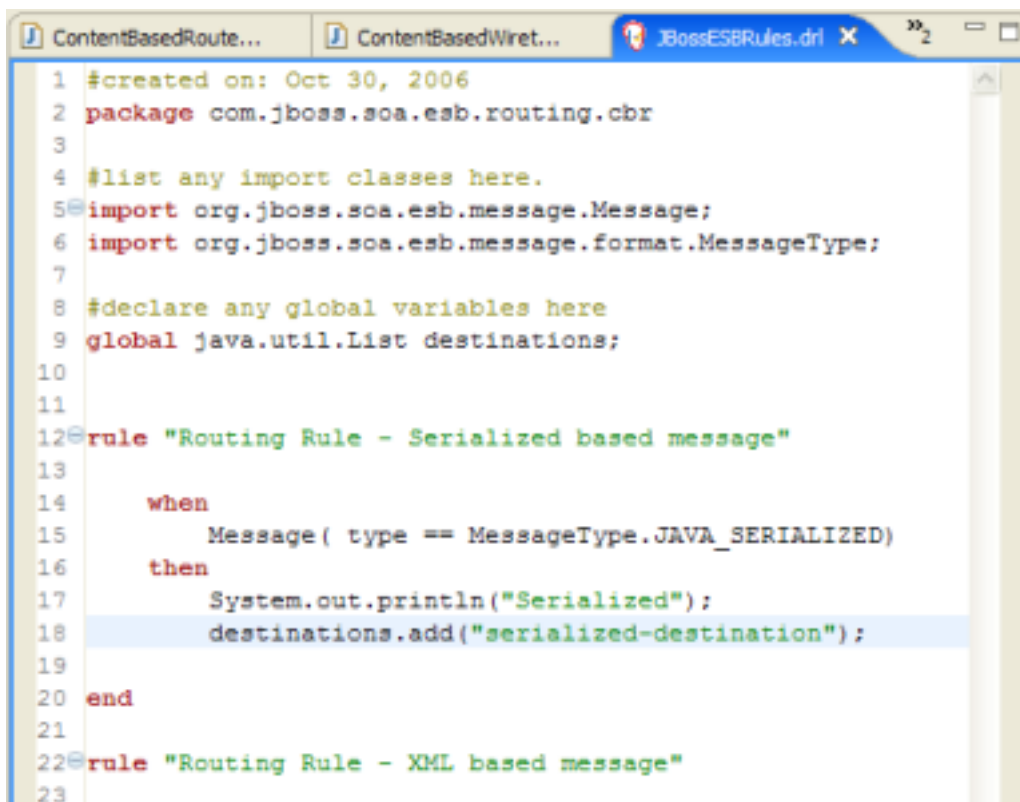 ContentBasedRoute... ContentBasedWiret... JBossESBRules.drl »2
1 #created on: Oct 30, 2006
2 package com.jboss.soa.esb.routing.cbr
3
4 #list any import classes here.
5 import org.jboss.soa.esb.message.Message;
6 import org.jboss.soa.esb.message.format.MessageType;
7
8 #declare any global variables here
9 global java.util.List destinations;
10
11
12 rule "Routing Rule - Serialized based message"
13
14 when
15 Message( type == MessageType.JAVA_SERIALIZED)
16 then
17 System.out.println("Serialized");
18 destinations.add("serialized-destination");
19
20 end
21
22 rule "Routing Rule - XML based message"
23